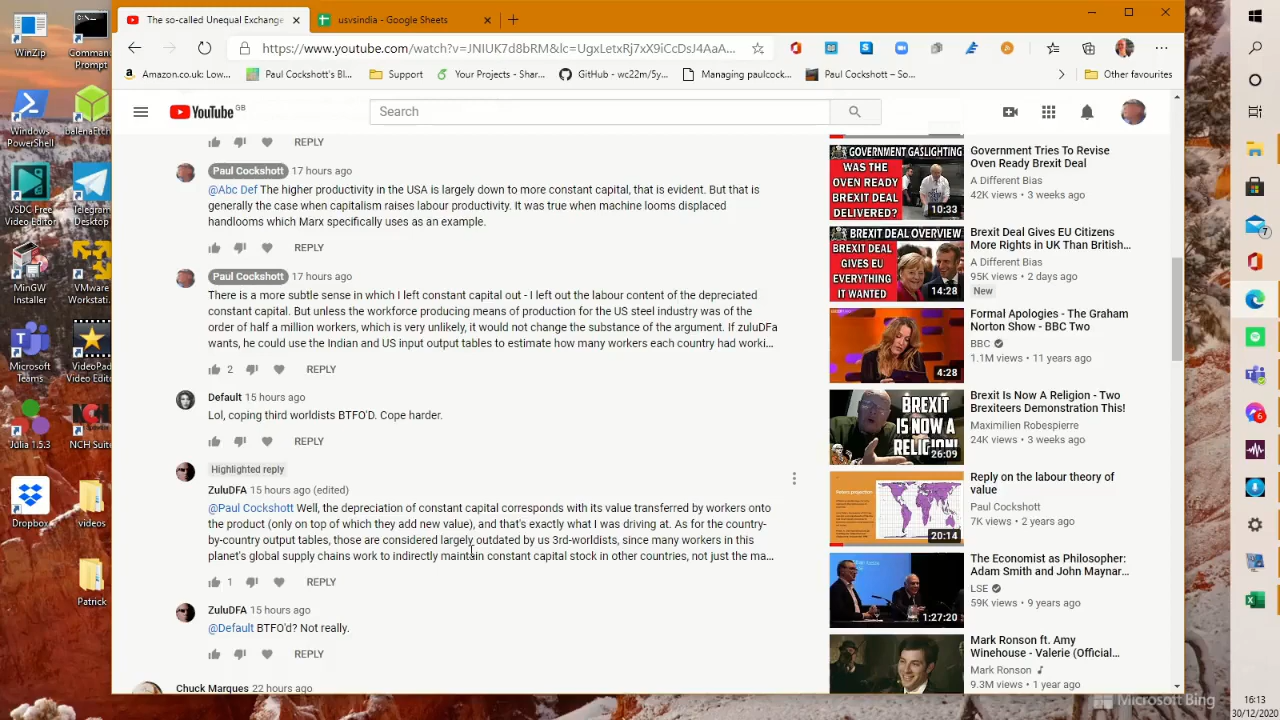 WinZip
Command Prompt
Windows PowerShell
balenaEtch
VSDC Free Video Editor
Telegram Desktop
MinGW Installer
VMware Workstati...
Microsoft Teams
VideoPad Video Edito
Julia 1.5.3
NCH Suite
Dropbox
videos
Patrick
The so-called Unequal Exchange
usvsindia - Google Sheets
https://www.youtube.com/watch?v=JNlUK7d8bRM&lc=UgxLetxRj7xX9iCcDsJ4AaA...
Amazon.co.uk: Low...
Paul Cockshott's Bl...
Support
Your Projects - Shar...
GitHub - wc22m/5y...
Managing paulcock...
Paul Cockshott – So...
Other favourites
YouTube GB
Search
REPLY
Paul Cockshott 17 hours ago
@Abc Def The higher productivity in the USA is largely down to more constant capital, that is evident. But that is
generally the case when capitalism raises labour productivity. It was true when machine looms displaced
handlooms which Marx specifically uses as an example.
REPLY
Paul Cockshott 17 hours ago
There is a more subtle sense in which I left constant capital out - I left out the labour content of the depreciated
constant capital. But unless the workforce producing means of production for the US steel industry was of the
order of half a million workers, which is very unlikely, it would not change the substance of the argument. If zuluDFa
wants, he could use the Indian and US input output tables to estimate how many workers each country had worki...
2 REPLY
Default 15 hours ago
Lol, coping third worldists BTFO'D. Cope harder.
REPLY
Highlighted reply
ZuluDFA 15 hours ago (edited)
@Paul Cockshott Well, the depreciation of constant capital corresponds with its value transferred by workers onto
the product (only on top of which they add new value), and that's exactly what I was driving at. As for the country-
by-country output tables, those are considered largely outdated by us 3rd-worldists, since many workers in this
planet's global supply chains work to indirectly maintain constant capital stock in other countries, not just the ma...
1 REPLY
ZuluDFA 15 hours ago
@Default BTFO'd? Not really.
REPLY
Chuck Marques 22 hours ago
GOVERNMENT GASLIGHTING
WAS THE
OVEN READY
BREXIT DEAL
DELIVERED?
10:33
Government Tries To Revise
Oven Ready Brexit Deal
A Different Bias
42K views • 3 weeks ago
BREXIT DEAL OVERVIEW
BREXIT DEAL
GIVES EU
EVERYTHING
IT WANTED
14:28
Brexit Deal Gives EU Citizens
More Rights in UK Than British...
A Different Bias
95K views • 2 days ago
New
4:28
Formal Apologies - The Graham
Norton Show - BBC Two
BBC
1.1M views • 11 years ago
BREXIT
IS NOW A
RELIGION!
26:09
Brexit Is Now A Religion - Two
Brexiteers Demonstration This!
Maximilien Robespierre
24K views • 3 weeks ago
20:14
Reply on the labour theory of
value
Paul Cockshott
7K views • 2 years ago
1:27:20
The Economist as Philosopher:
Adam Smith and John Maynar...
LSE
59K views • 9 years ago
Mark Ronson ft. Amy
Winehouse - Valerie (Official...
Mark Ronson
9.3M views • 1 year ago
7
6
Microsoft Bing
16:13
30/12/2020